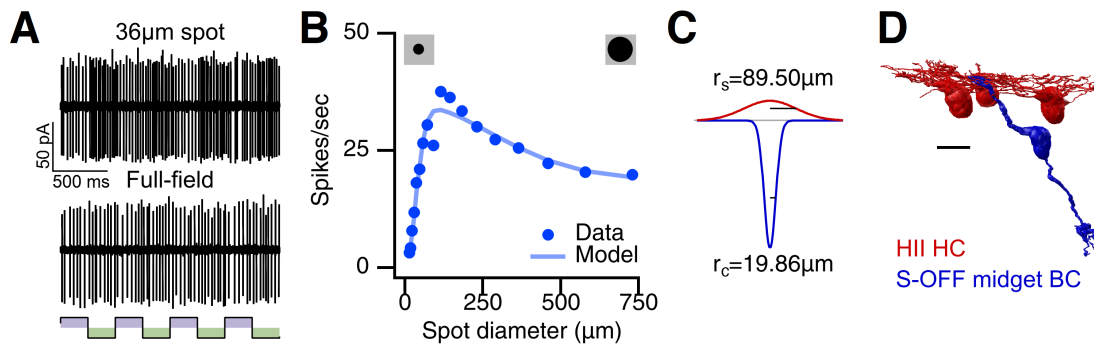 A
36µm spot
50 pA
500 ms
Full-field
B
Spikes/sec
50
25
0
0 250 500 750
Spot diameter (µm)
Data
Model
C
rs=89.50µm
rc=19.86µm
D
HII HC
S-OFF midget BC